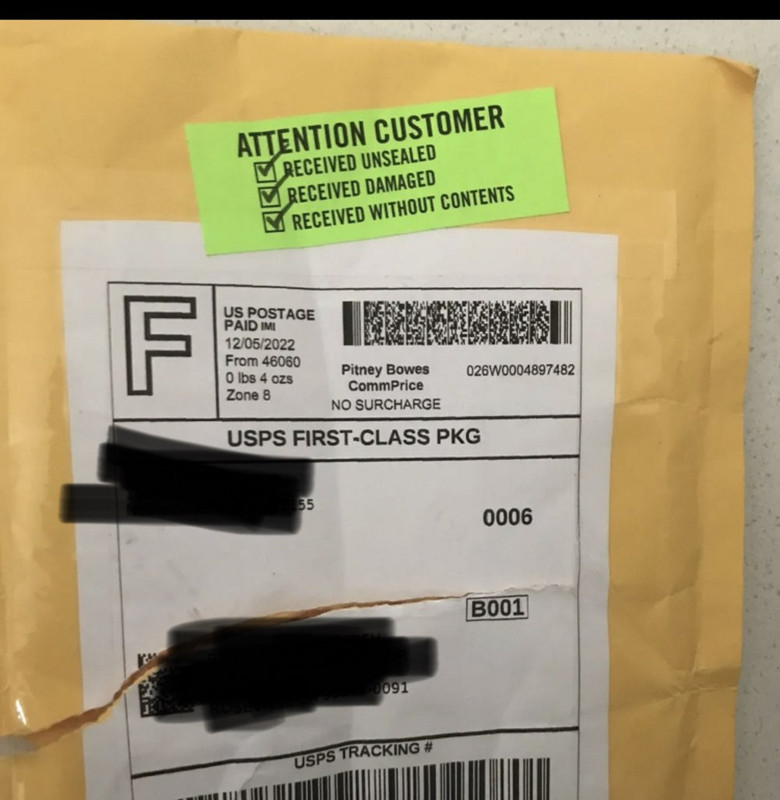 ATTENTION CUSTOMER
RECEIVED UNSEALED
RECEIVED DAMAGED
RECEIVED WITHOUT CONTENTS
F
US POSTAGE
PAID IMI
12/05/2022
From 46060
0 lbs 4 ozs
Zone 8
Pitney Bowes
CommPrice
NO SURCHARGE
026W0004897482
USPS FIRST-CLASS PKG
55
0006
B001
0091
USPS TRACKING #